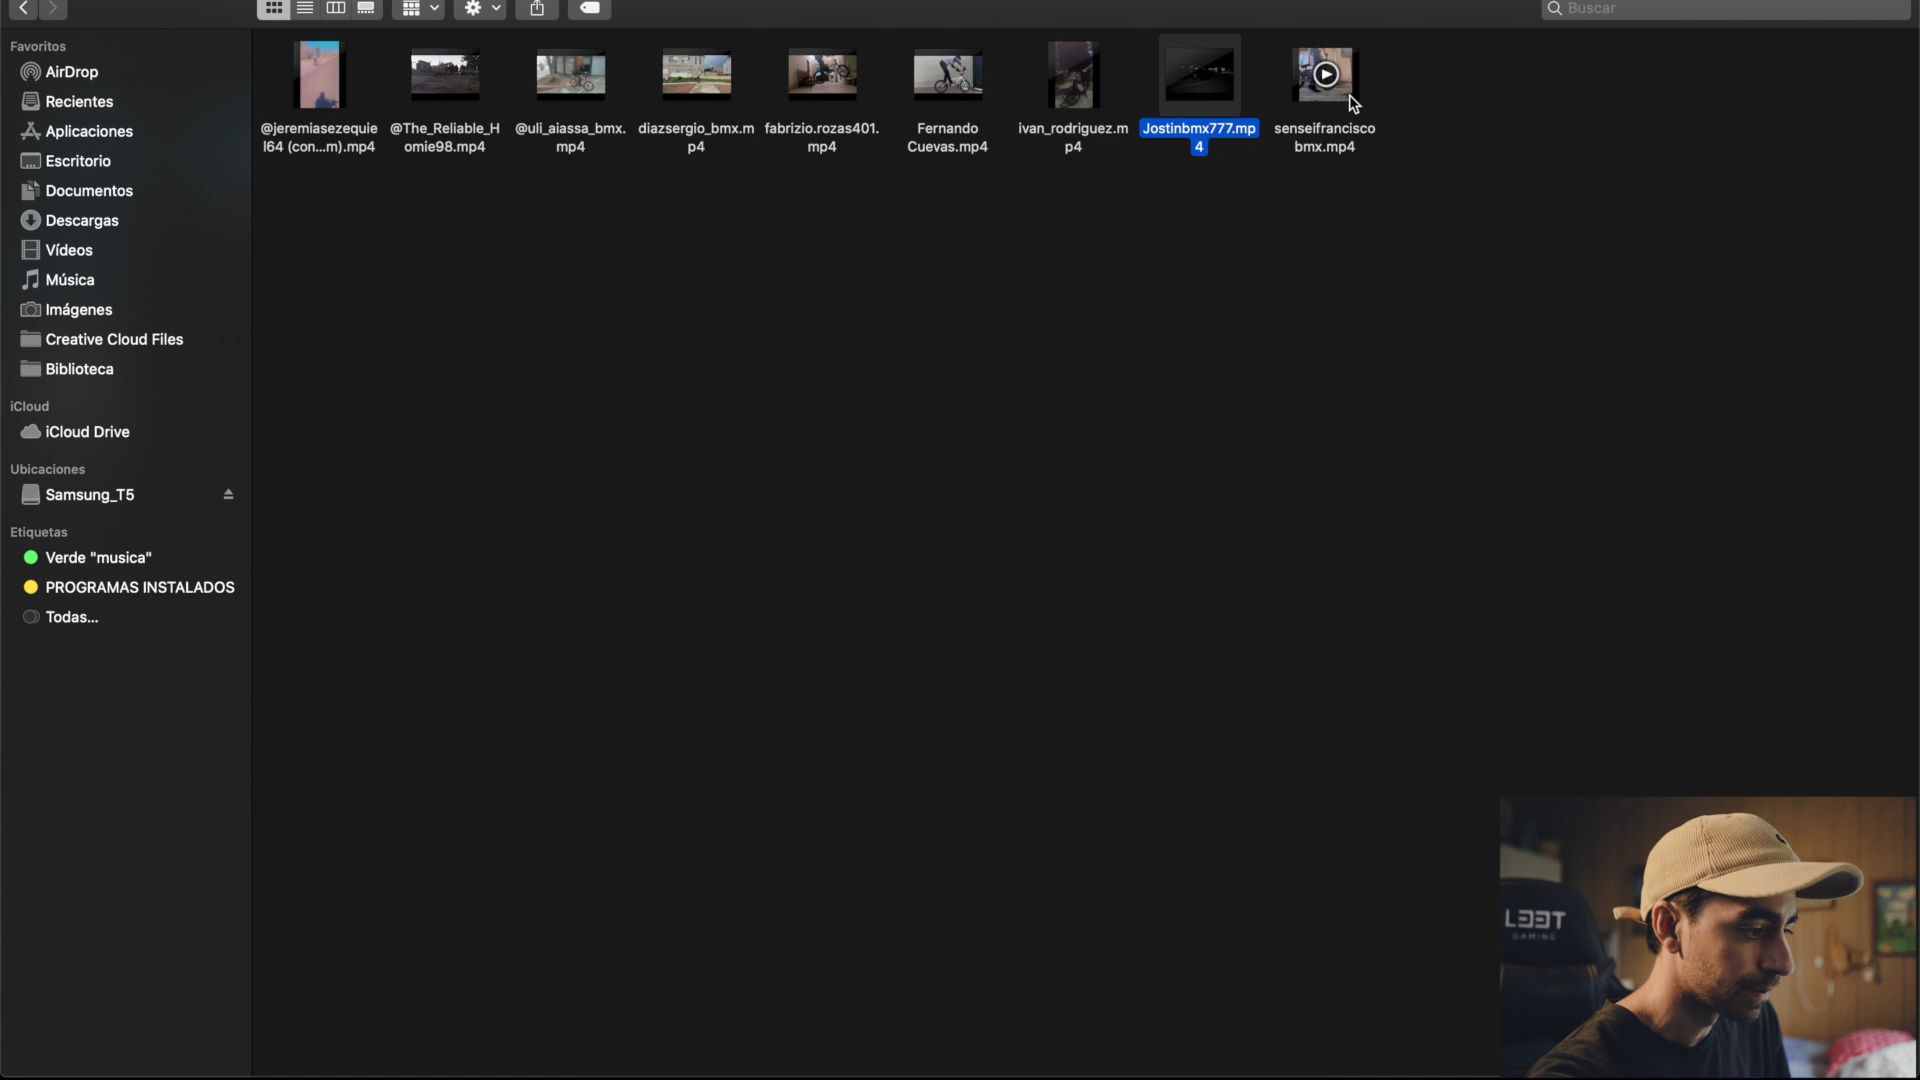 Buscar
Favoritos
AirDrop
Recientes
Aplicaciones
Escritorio
Documentos
Descargas
Vídeos
Música
Imágenes
Creative Cloud Files
Biblioteca
iCloud
iCloud Drive
Ubicaciones
Samsung_T5
Etiquetas
Verde "musica"
PROGRAMAS INSTALADOS
Todas...
@jeremiasezequie
l64 (con...m).mp4
@The_Reliable_H
omie98.mp4
@uli_aiassa_bmx.
mp4
diazsergio_bmx.m
p4
fabrizio.rozas401.
mp4
Fernando
Cuevas.mp4
ivan_rodriguez.m
p4
Jostinbmx777.mp
4
senseifrancisco
bmx.mp4
L33T
GAMING